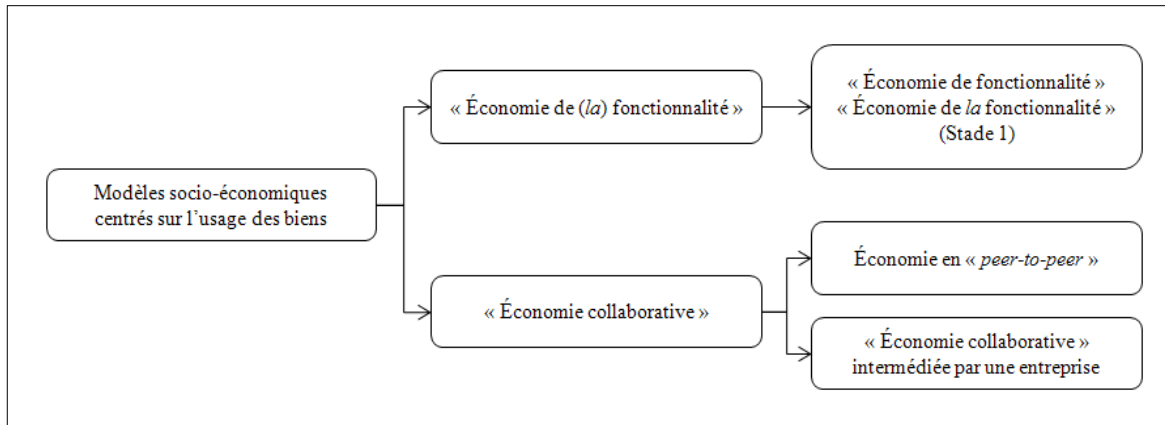 « Économie de fonctionnalité »
« Économie de (la) fonctionnalité »
« Économie de la fonctionnalité »
(Stade 1)
Modèles socio-économiques
centrés sur l’usage des biens
Économie en « peer-to-peer »
« Économie collaborative »
« Économie collaborative »
intermédiée par une entreprise